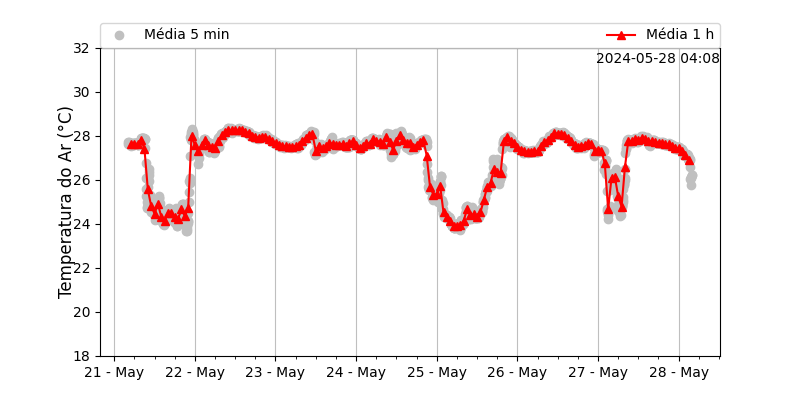 Média 5 min
Média 1 h
2024-05-28 04:08
Temperatura do Ar (°C)
32
30
28
26
24
22
20
18
21 - May
22 - May
23 - May
24 - May
25 - May
26 - May
27 - May
28 - May